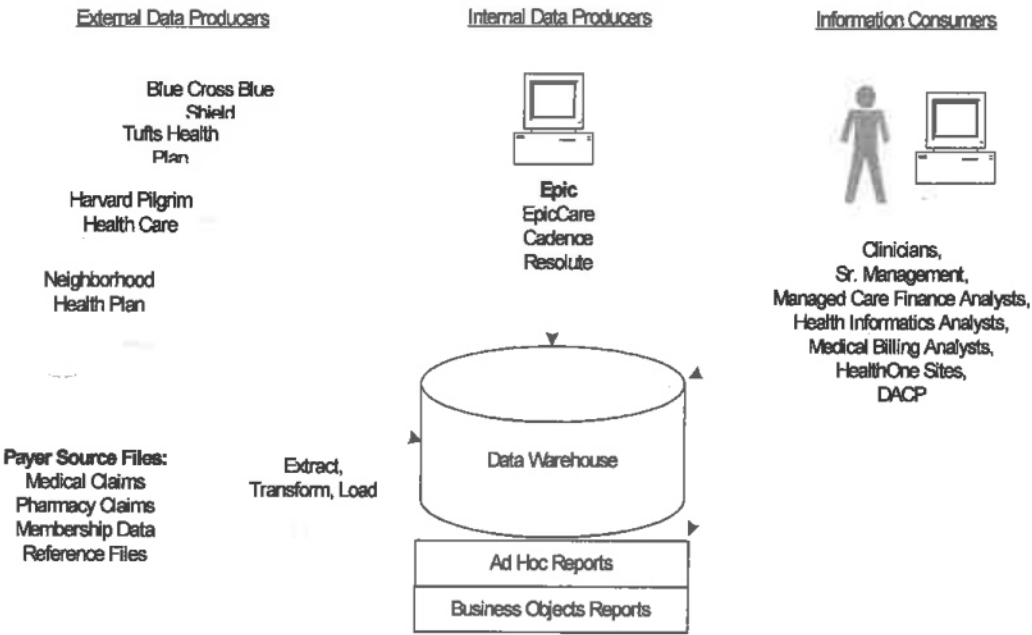 External Data Producers
Internal Data Producers
Information Consumers
Blue Cross Blue
Shield
Tufts Health
Plan
Harvard Pilgrim
Health Care
Neighborhood
Health Plan
Payer Source Files:
Medical Claims
Pharmacy Claims
Membership Data
Reference Files
Extract,
Transform, Load
Epic
EpicCare
Cadence
Resolute
Data Warehouse
Ad Hoc Reports
Business Objects Reports
Clinicians,
Sr. Management,
Managed Care Finance Analysts,
Health Informatics Analysts,
Medical Billing Analysts,
HealthOne Sites,
DACP